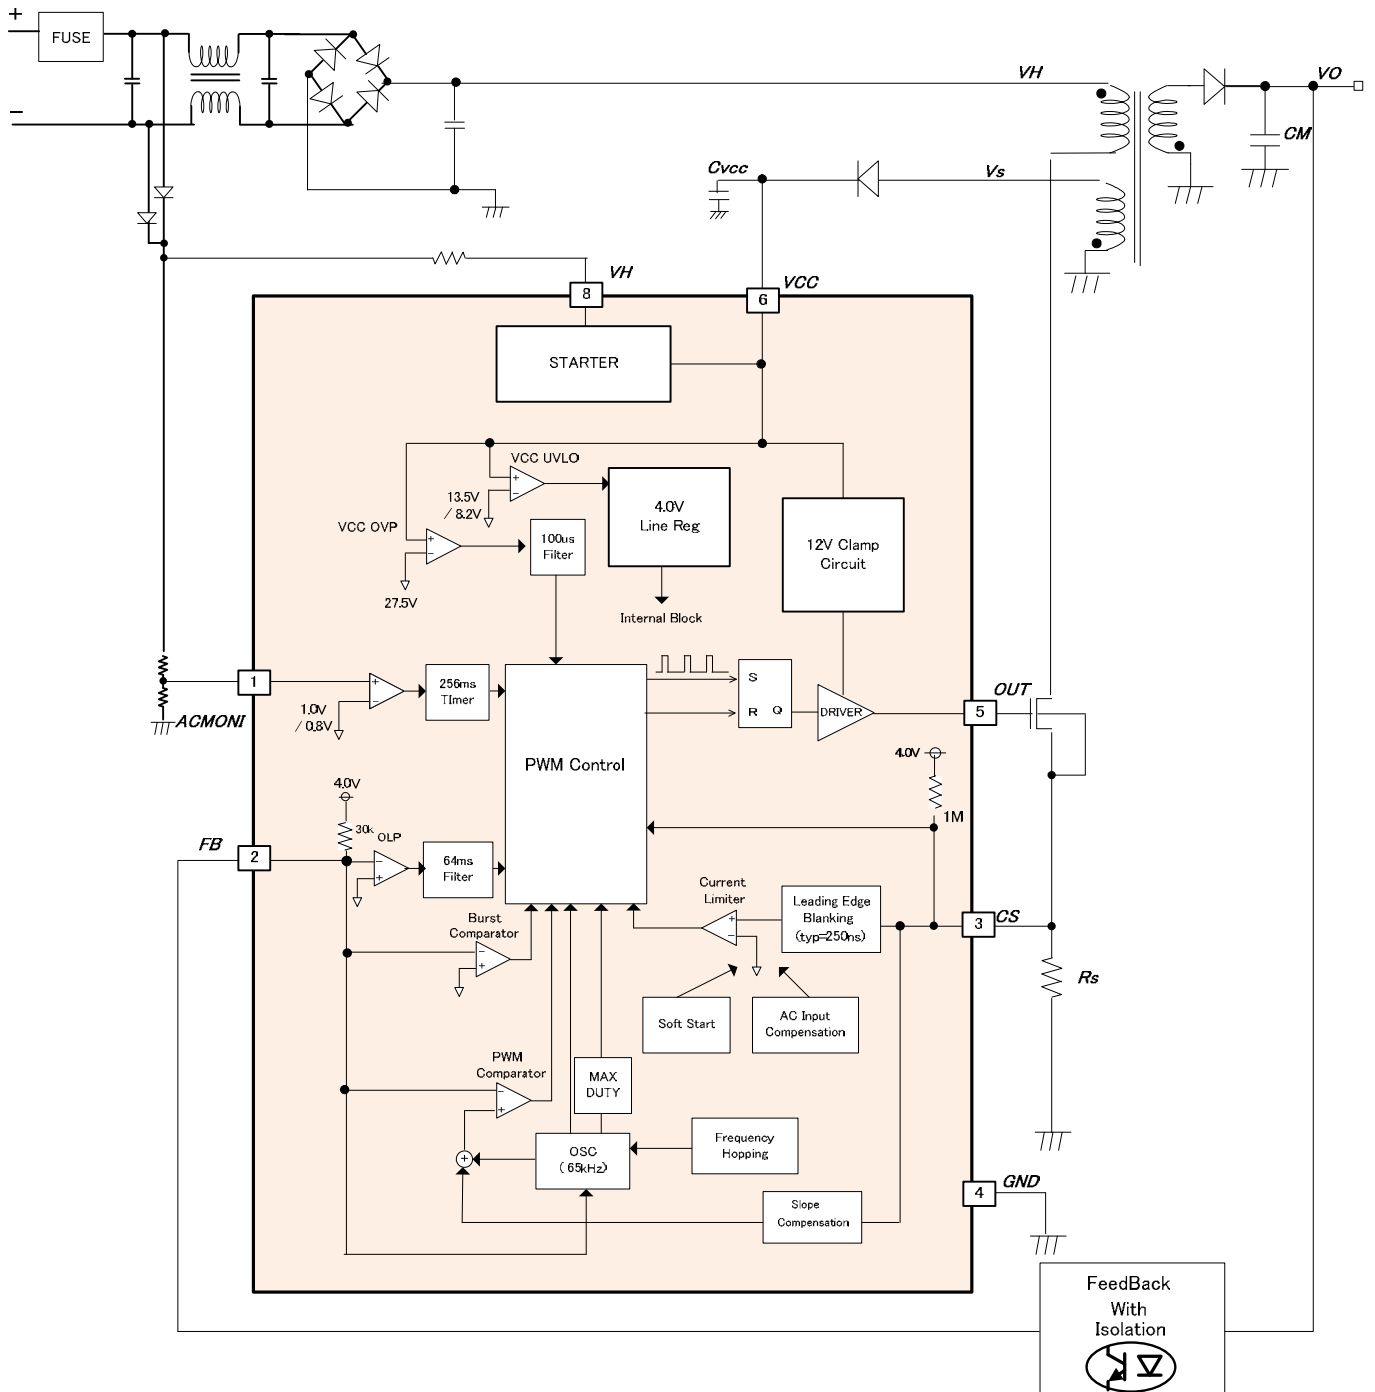 +
FUSE
−
VH
VO
CM
Cvcc
Vs
VH
VCC
8
6
STARTER
VCC UVLO
+
−
13.5V
/ 8.2V
4.0V
Line Reg
VCC OVP
+
−
27.5V
100us
Filter
12V Clamp
Circuit
Internal Block
1
ACMONI
+
−
1.0V
/ 0.8V
256ms
TImer
PWM Control
S
R
Q
DRIVER
OUT
5
4.0V
1M
4.0V
30k
OLP
FB
2
−
+
64ms
Filter
Current
Limiter
+
−
Leading Edge
Blanking
(typ=250ns)
3
CS
Rs
Burst
Comparator
−
+
Soft Start
AC Input
Compensation
PWM
Comparator
−
+
MAX
DUTY
+
OSC
( 65kHz)
Frequency
Hopping
Slope
Compensation
4
GND
FeedBack
With
Isolation